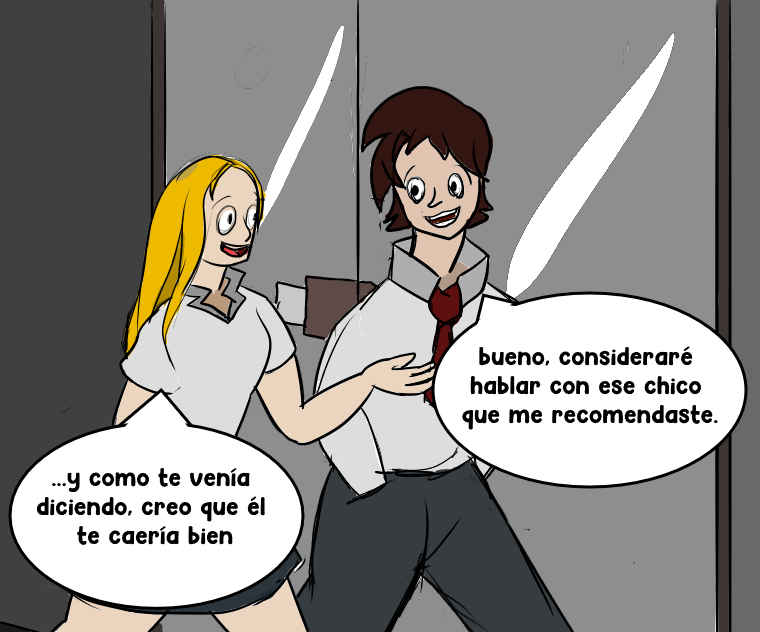 ...y como te venía
diciendo, creo que él
te caería bien
bueno, consideraré
hablar con ese chico
que me recomendaste.